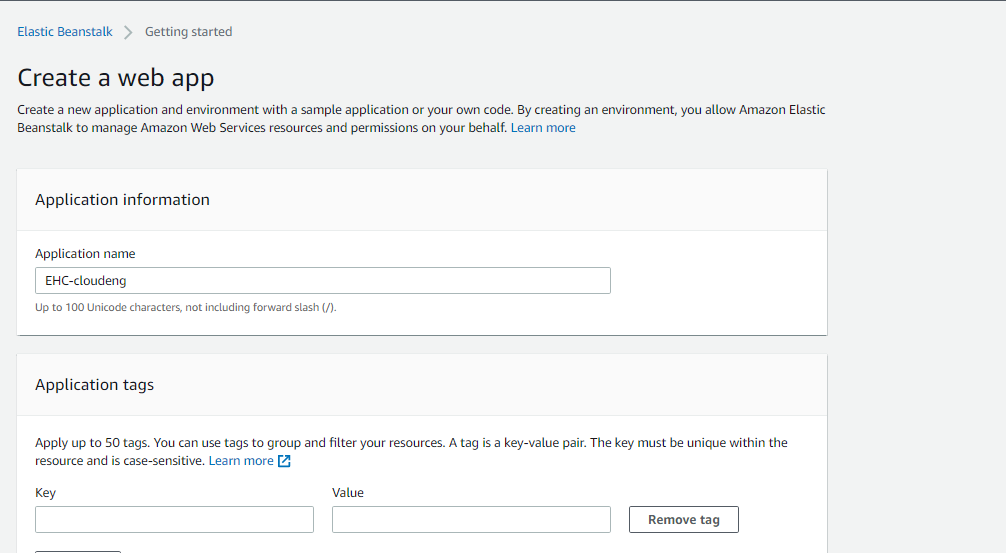 Elastic Beanstalk > Getting started
Create a web app
Create a new application and environment with a sample application or your own code. By creating an environment, you allow Amazon Elastic
Beanstalk to manage Amazon Web Services resources and permissions on your behalf. Learn more
Application information
Application name
EHC-cloudeng
Up to 100 Unicode characters, not including forward slash (/).
Application tags
Apply up to 50 tags. You can use tags to group and filter your resources. A tag is a key-value pair. The key must be unique within the
resource and is case-sensitive. Learn more
Key Value
Remove tag